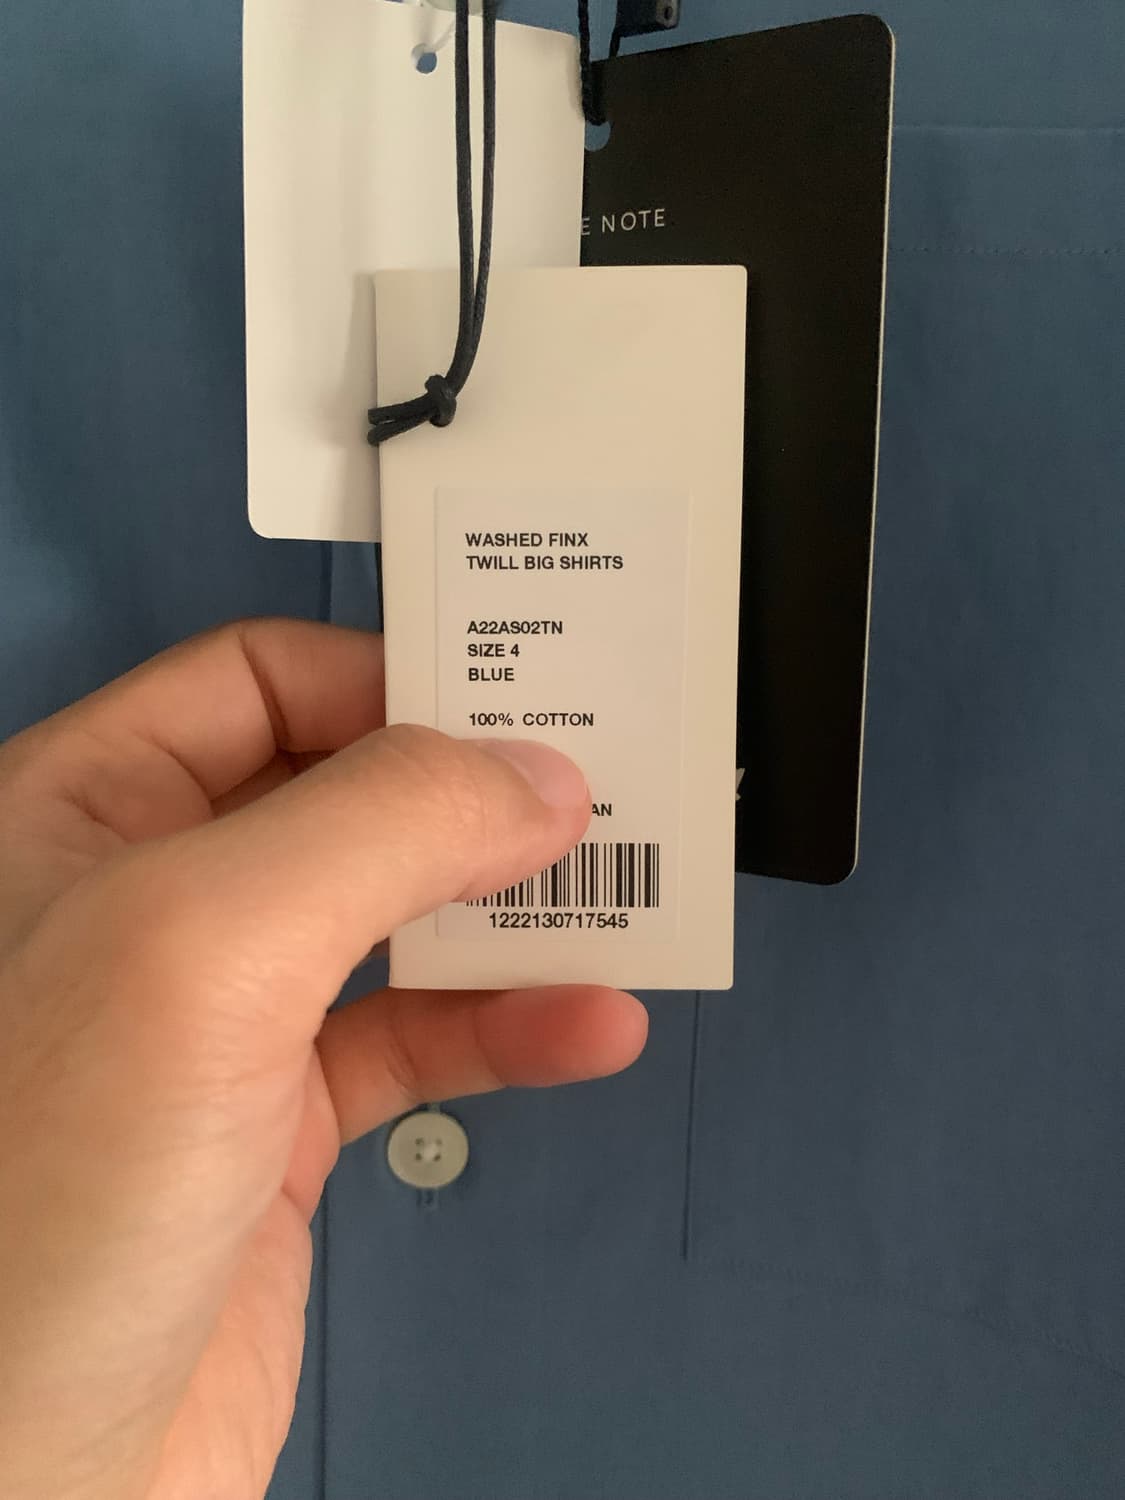 E NOTE
WASHED FINX
TWILL BIG SHIRTS
A22AS02TN
SIZE 4
BLUE
100% COTTON
AN
1222130717545